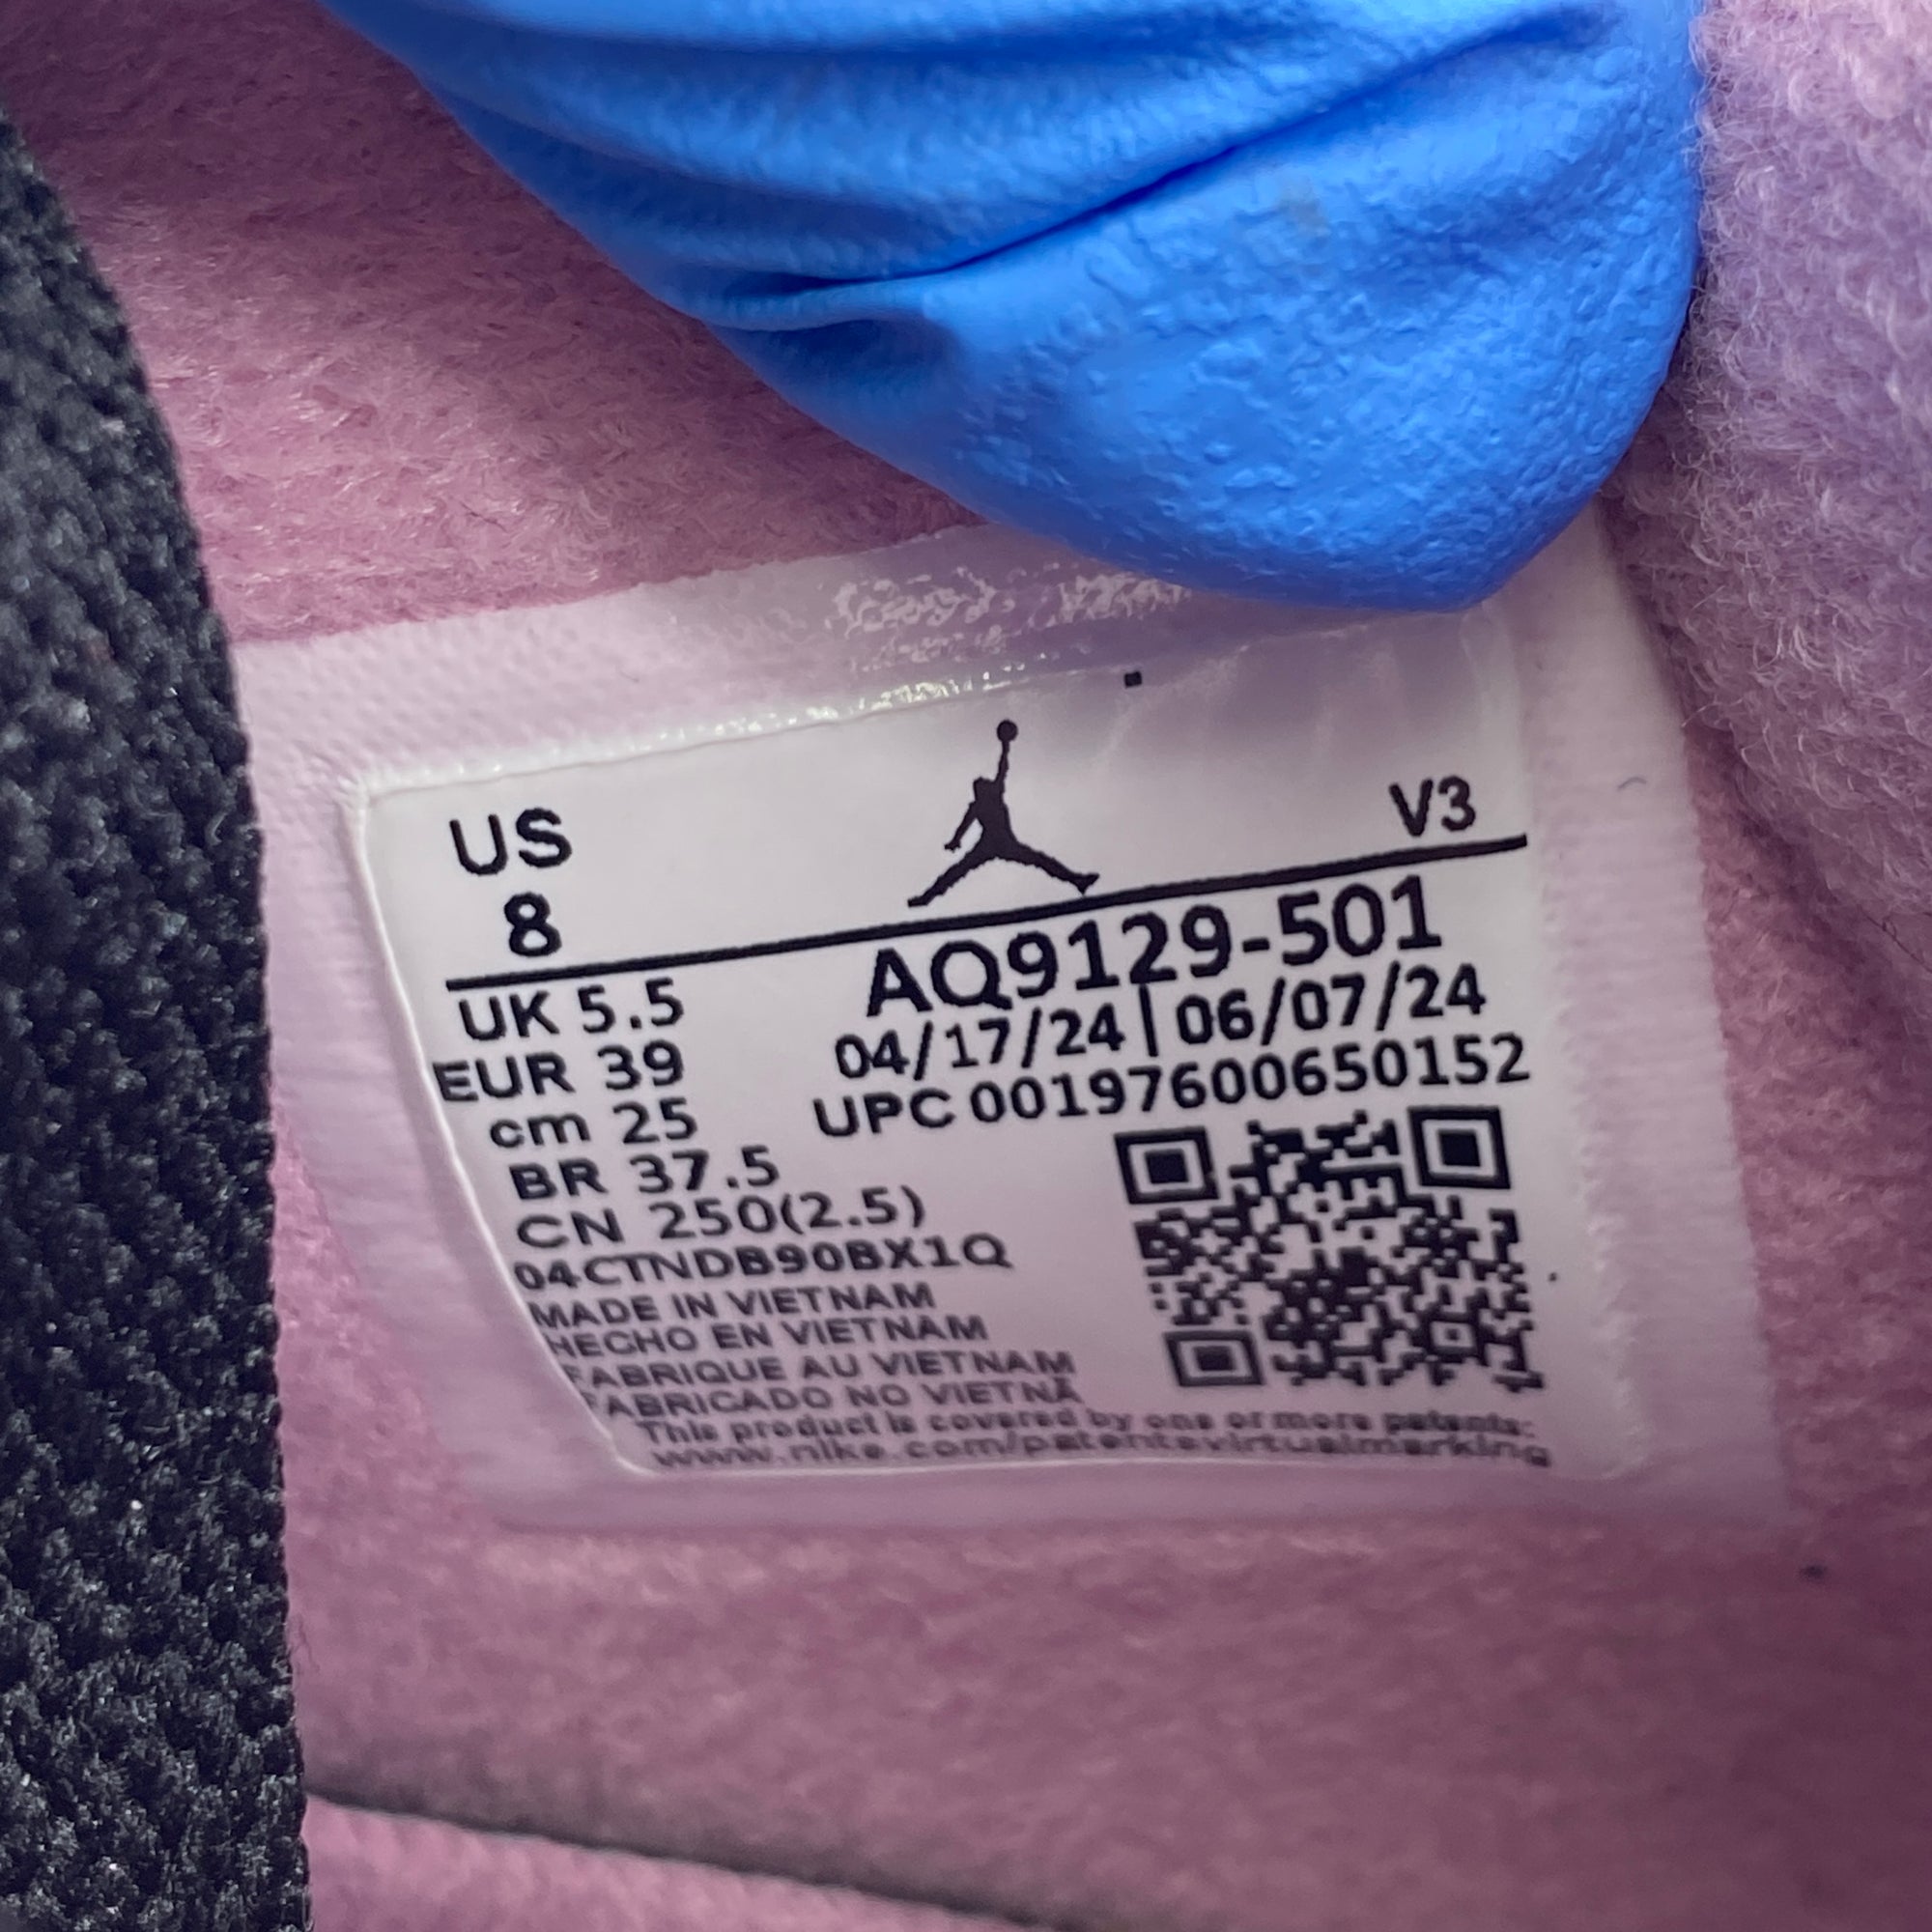 US
8
V3
AQ9129-501
04/17/24|06/07/24
UPC 00197600650152
UK 5.5
EUR 39
cm 25
BR 37.5
CN 250(2.5)
04CTNDB90BX1Q
MADE IN VIETNAM
HECHO EN VIETNAM
FABRIQUE AU VIETNAM
FABRICADO NO VIETNÃ
This product is covered by one or more patents:
www.nike.com/patentsvirtualmarking